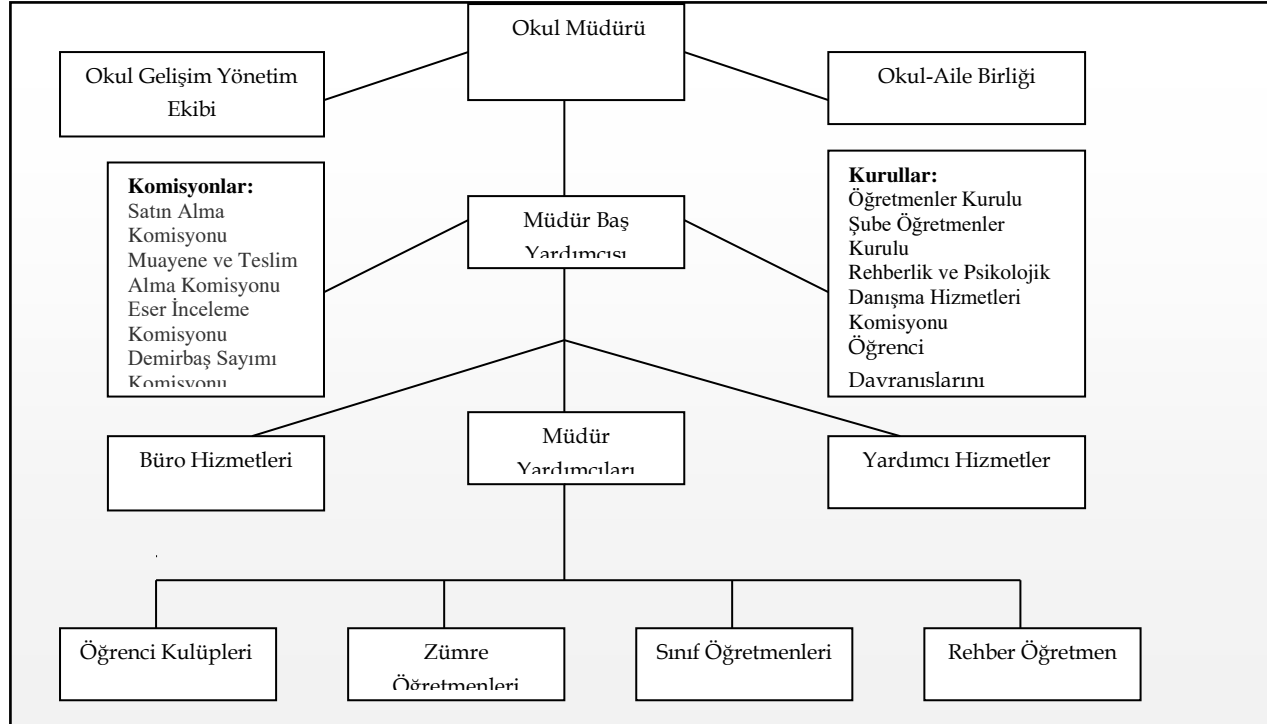 Okul Müdürü
Okul Gelişim Yönetim
Ekibi
Okul-Aile Birliği
Komisyonlar:
Satın Alma
Komisyonu
Muayene ve Teslim
Alma Komisyonu
Eser İnceleme
Komisyonu
Demirbaş Sayımı
Komisyonu
Müdür Baş
Yardımcısı
Kurullar:
Öğretmenler Kurulu
Şube Öğretmenler
Kurulu
Rehberlik ve Psikolojik
Danışma Hizmetleri
Komisyonu
Öğrenci
Davranışlarını
Büro Hizmetleri
Müdür
Yardımcıları
Yardımcı Hizmetler
Öğrenci Kulüpleri
Zümre
Öğretmenleri
Sınıf Öğretmenleri
Rehber Öğretmen